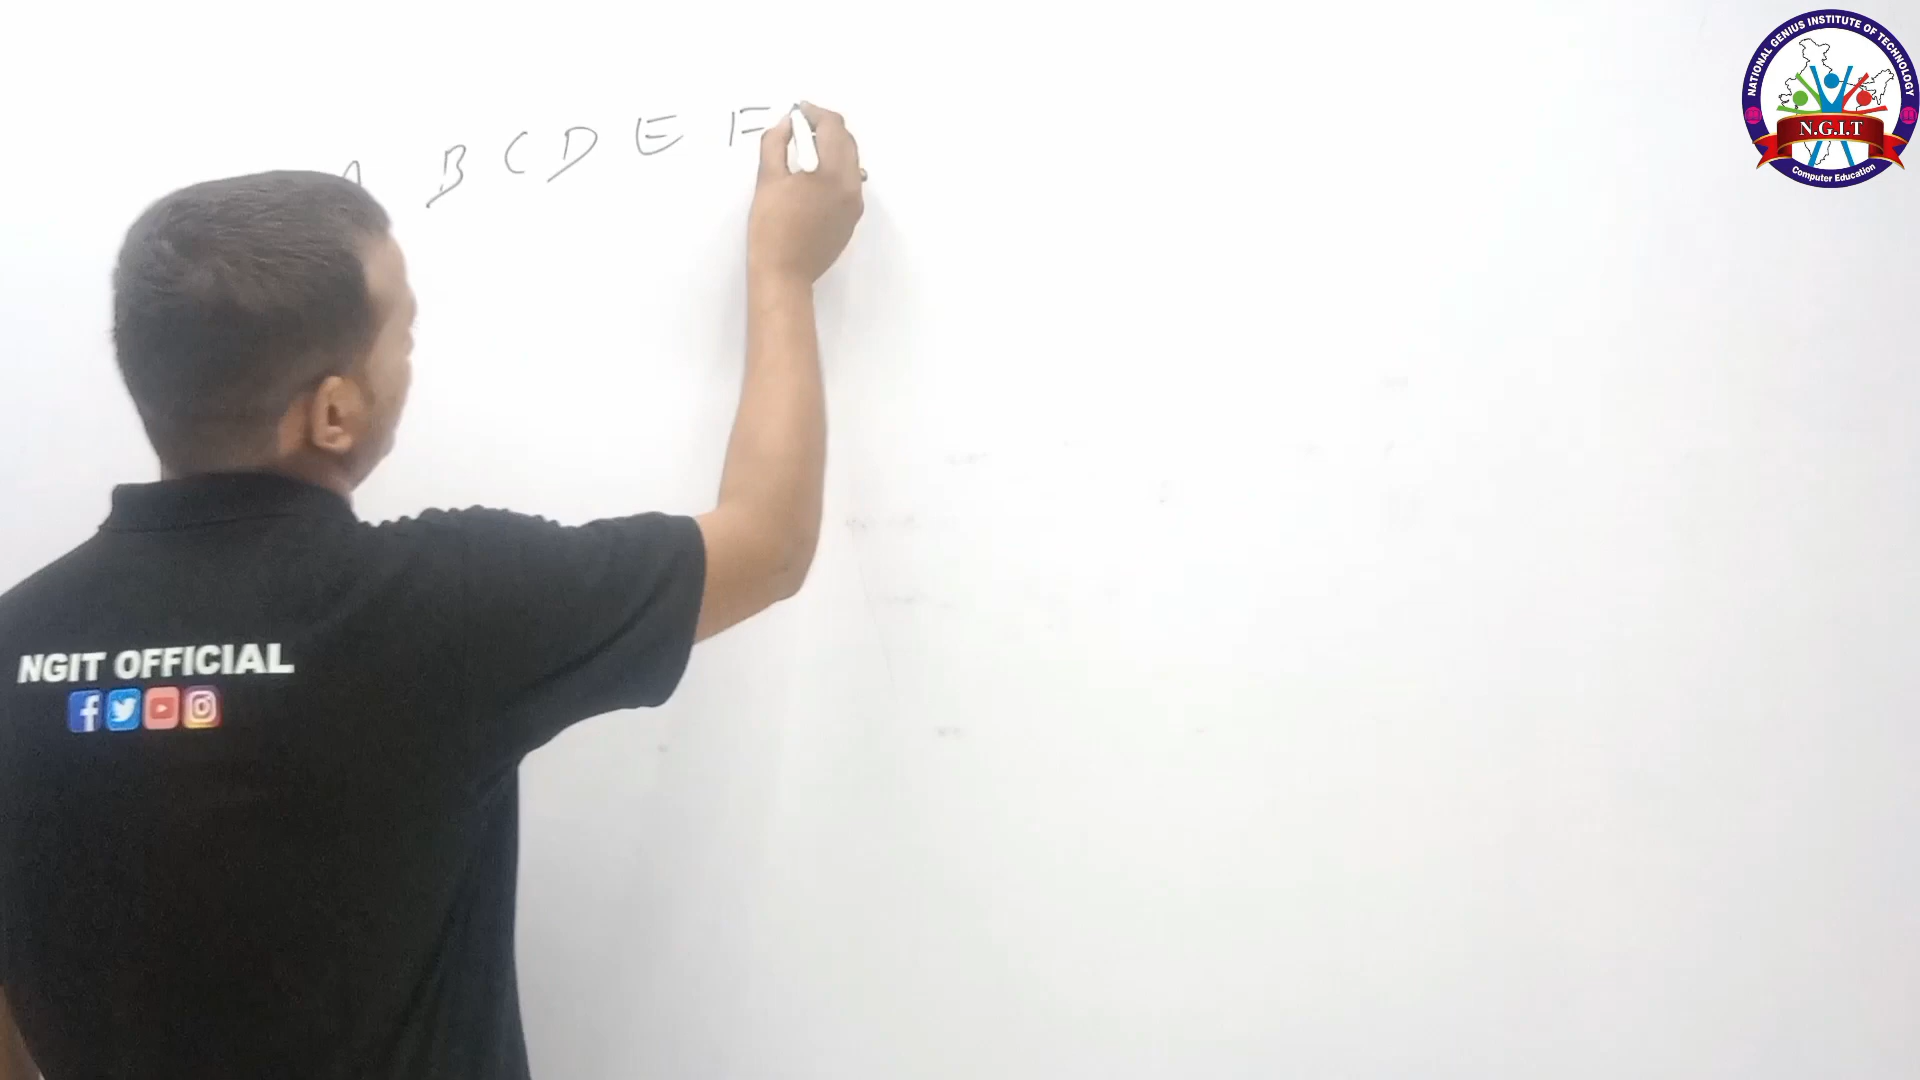 A B C D E F
NGIT OFFICIAL
NATIONAL GENIUS INSTITUTE OF TECHNOLOGY
N.G.I.T
Computer Education